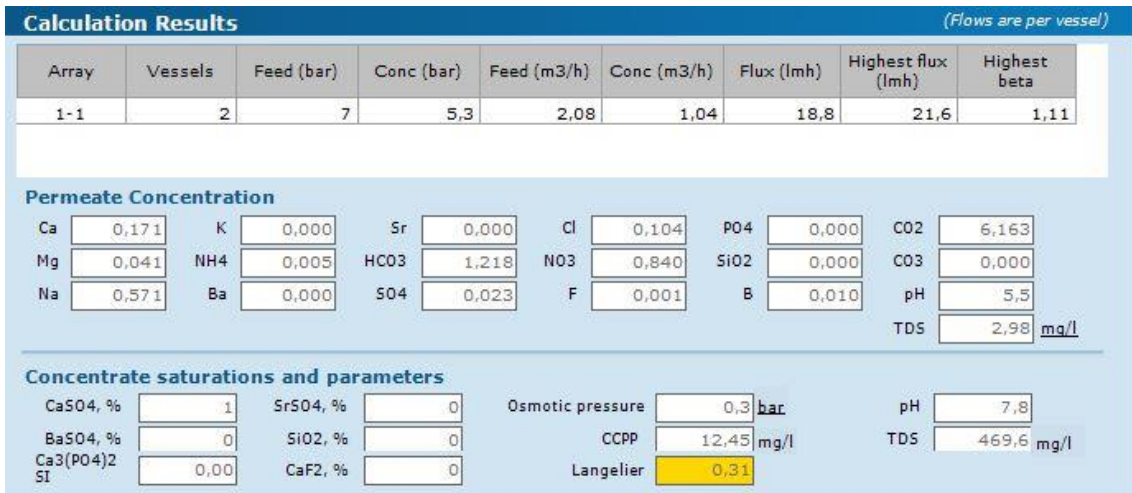 Calculation Results (Flows are per vessel)
Array Vessels Feed (bar) Conc (bar) Feed (m3/h) Conc (m3/h) Flux (lmh) Highest flux (lmh) Highest beta
1-1 2 7 5,3 2,08 1,04 18,8 21,6 1,11
Permeate Concentration
Ca 0,171 K 0,000 Sr 0,000 Cl 0,104 PO4 0,000 CO2 6,163
Mg 0,041 NH4 0,005 HCO3 1,218 NO3 0,840 SiO2 0,000 CO3 0,000
Na 0,571 Ba 0,000 SO4 0,023 F 0,001 B 0,010 pH 5,5
TDS 2,98 mg/l
Concentrate saturations and parameters
CaSO4, % 1 SrSO4, % 0 Osmotic pressure 0,3 bar pH 7,8
BaSO4, % 0 SiO2, % 0 CCPP 12,45 mg/l TDS 469,6 mg/l
Ca3(PO4)2 SI 0,00 CaF2, % 0 Langelier 0,31